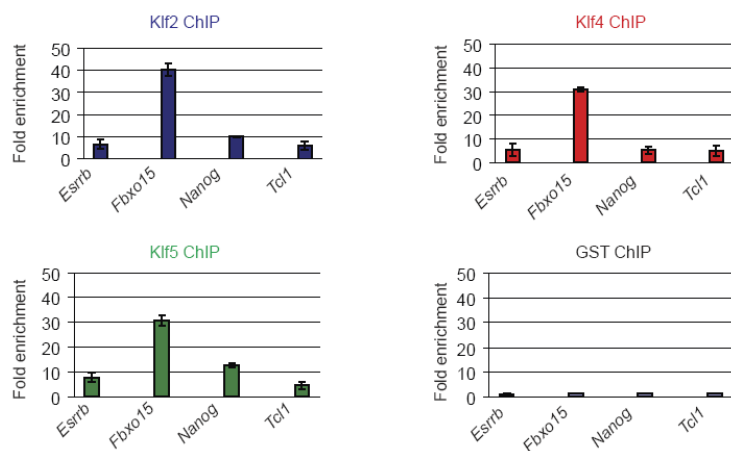 Klf2 ChIP
Fold enrichment
50
40
30
20
10
0
Esrrb
Fbxo15
Nanog
Tcl1
Klf4 ChIP
Fold enrichment
50
40
30
20
10
0
Esrrb
Fbxo15
Nanog
Tcl1
Klf5 ChIP
Fold enrichment
50
40
30
20
10
0
Esrrb
Fbxo15
Nanog
Tcl1
GST ChIP
Fold enrichment
50
40
30
20
10
0
Esrrb
Fbxo15
Nanog
Tcl1